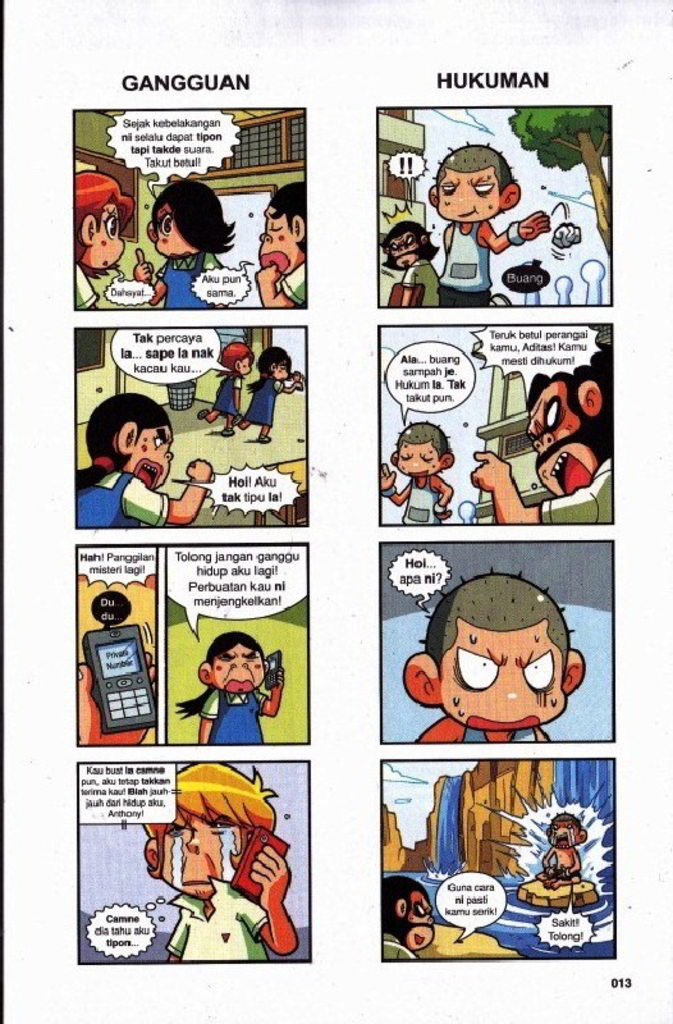 GANGGUAN
Sejak kebelakangan
nii selalu dapat tipon
tapi takde suara.
Takut betul!
Dahsyat...
Aku pun
sama.
Tak percaya
la... sape la nak
kacau kau...
Hoi! Aku
tak tipu la!
Hah! Panggilan
misteri lagi!
Du...
du...
Private
Number
Tolong jangan ganggu
hidup aku lagi!
Perbuatan kau ni
menjengkelkan!
Kau buat la camne
pun, aku tetap takkan
terima kau! Blah jauh-
jauh dari hidup aku,
Anthony!
Camne
dia tahu aku
tipon...
HUKUMAN
!!
Buang
Ala... buang
sampah je.
Hukum la. Tak
takut pun.
Teruk betul perangai
kamu, Aditas! Kamu
mesti dihukum!
Hoi...
apa ni?
Guna cara
ni pasti
kamu serik!
Sakit!
Tolong!
013